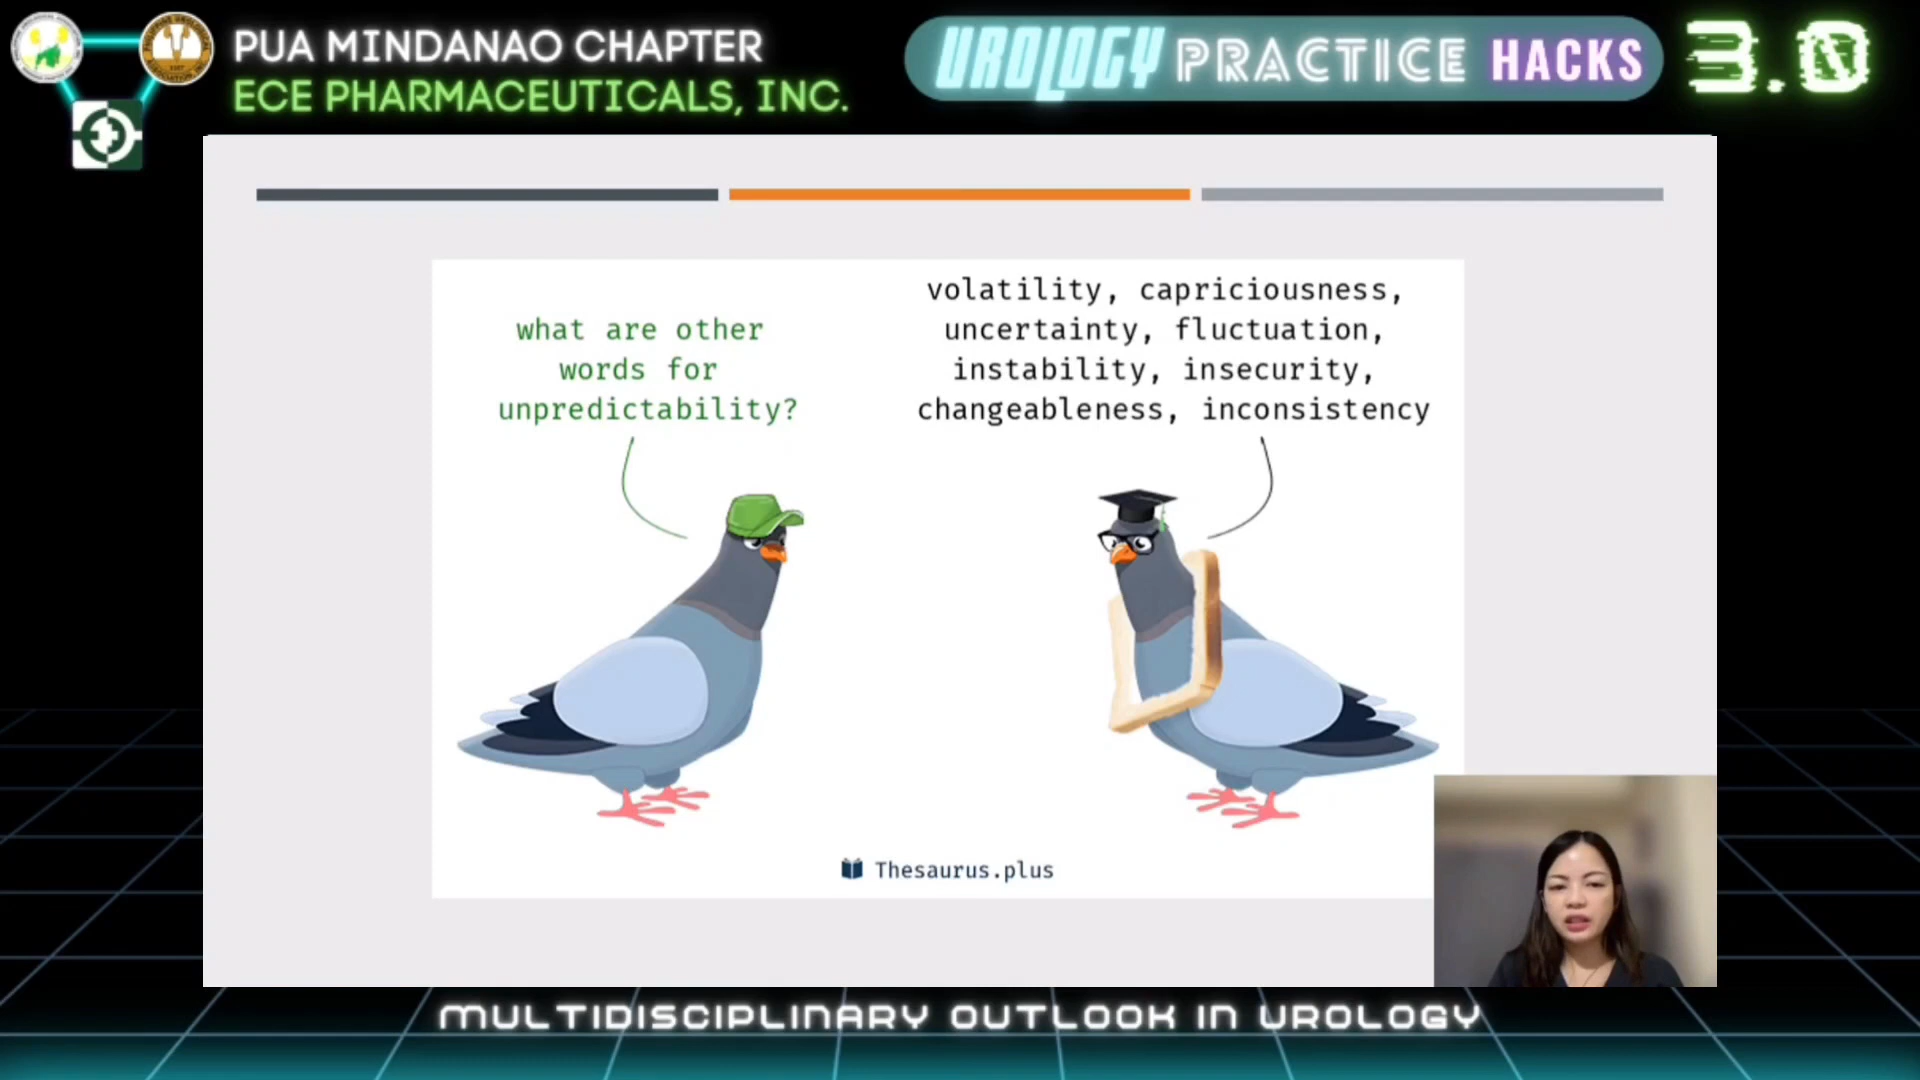 PUA MINDANAO CHAPTER
ECE PHARMACEUTICALS, INC.
UROLOGY PRACTICE HACKS 3.0
what are other
words for
unpredictability?
volatility, capriciousness,
uncertainty, fluctuation,
instability, insecurity,
changeableness, inconsistency
Thesaurus.plus
MULTIDISCIPLINARY OUTLOOK IN UROLOGY